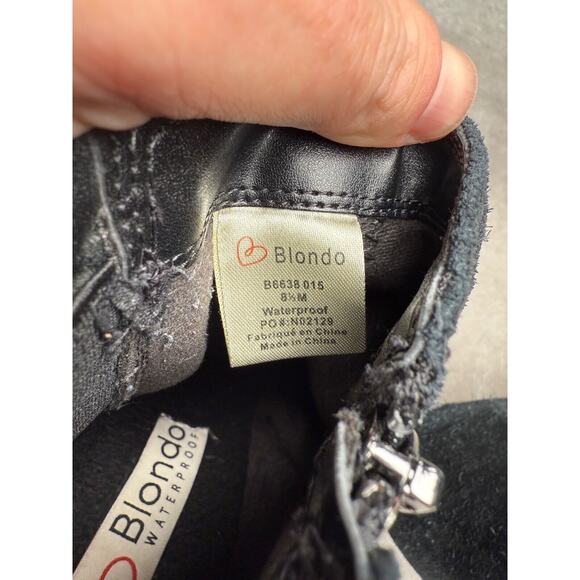 Blondo
B6638 015
8½M
Waterproof
PO#:N02129
Fabriqué en Chine
Made in China
Blondo
WATERPROOF